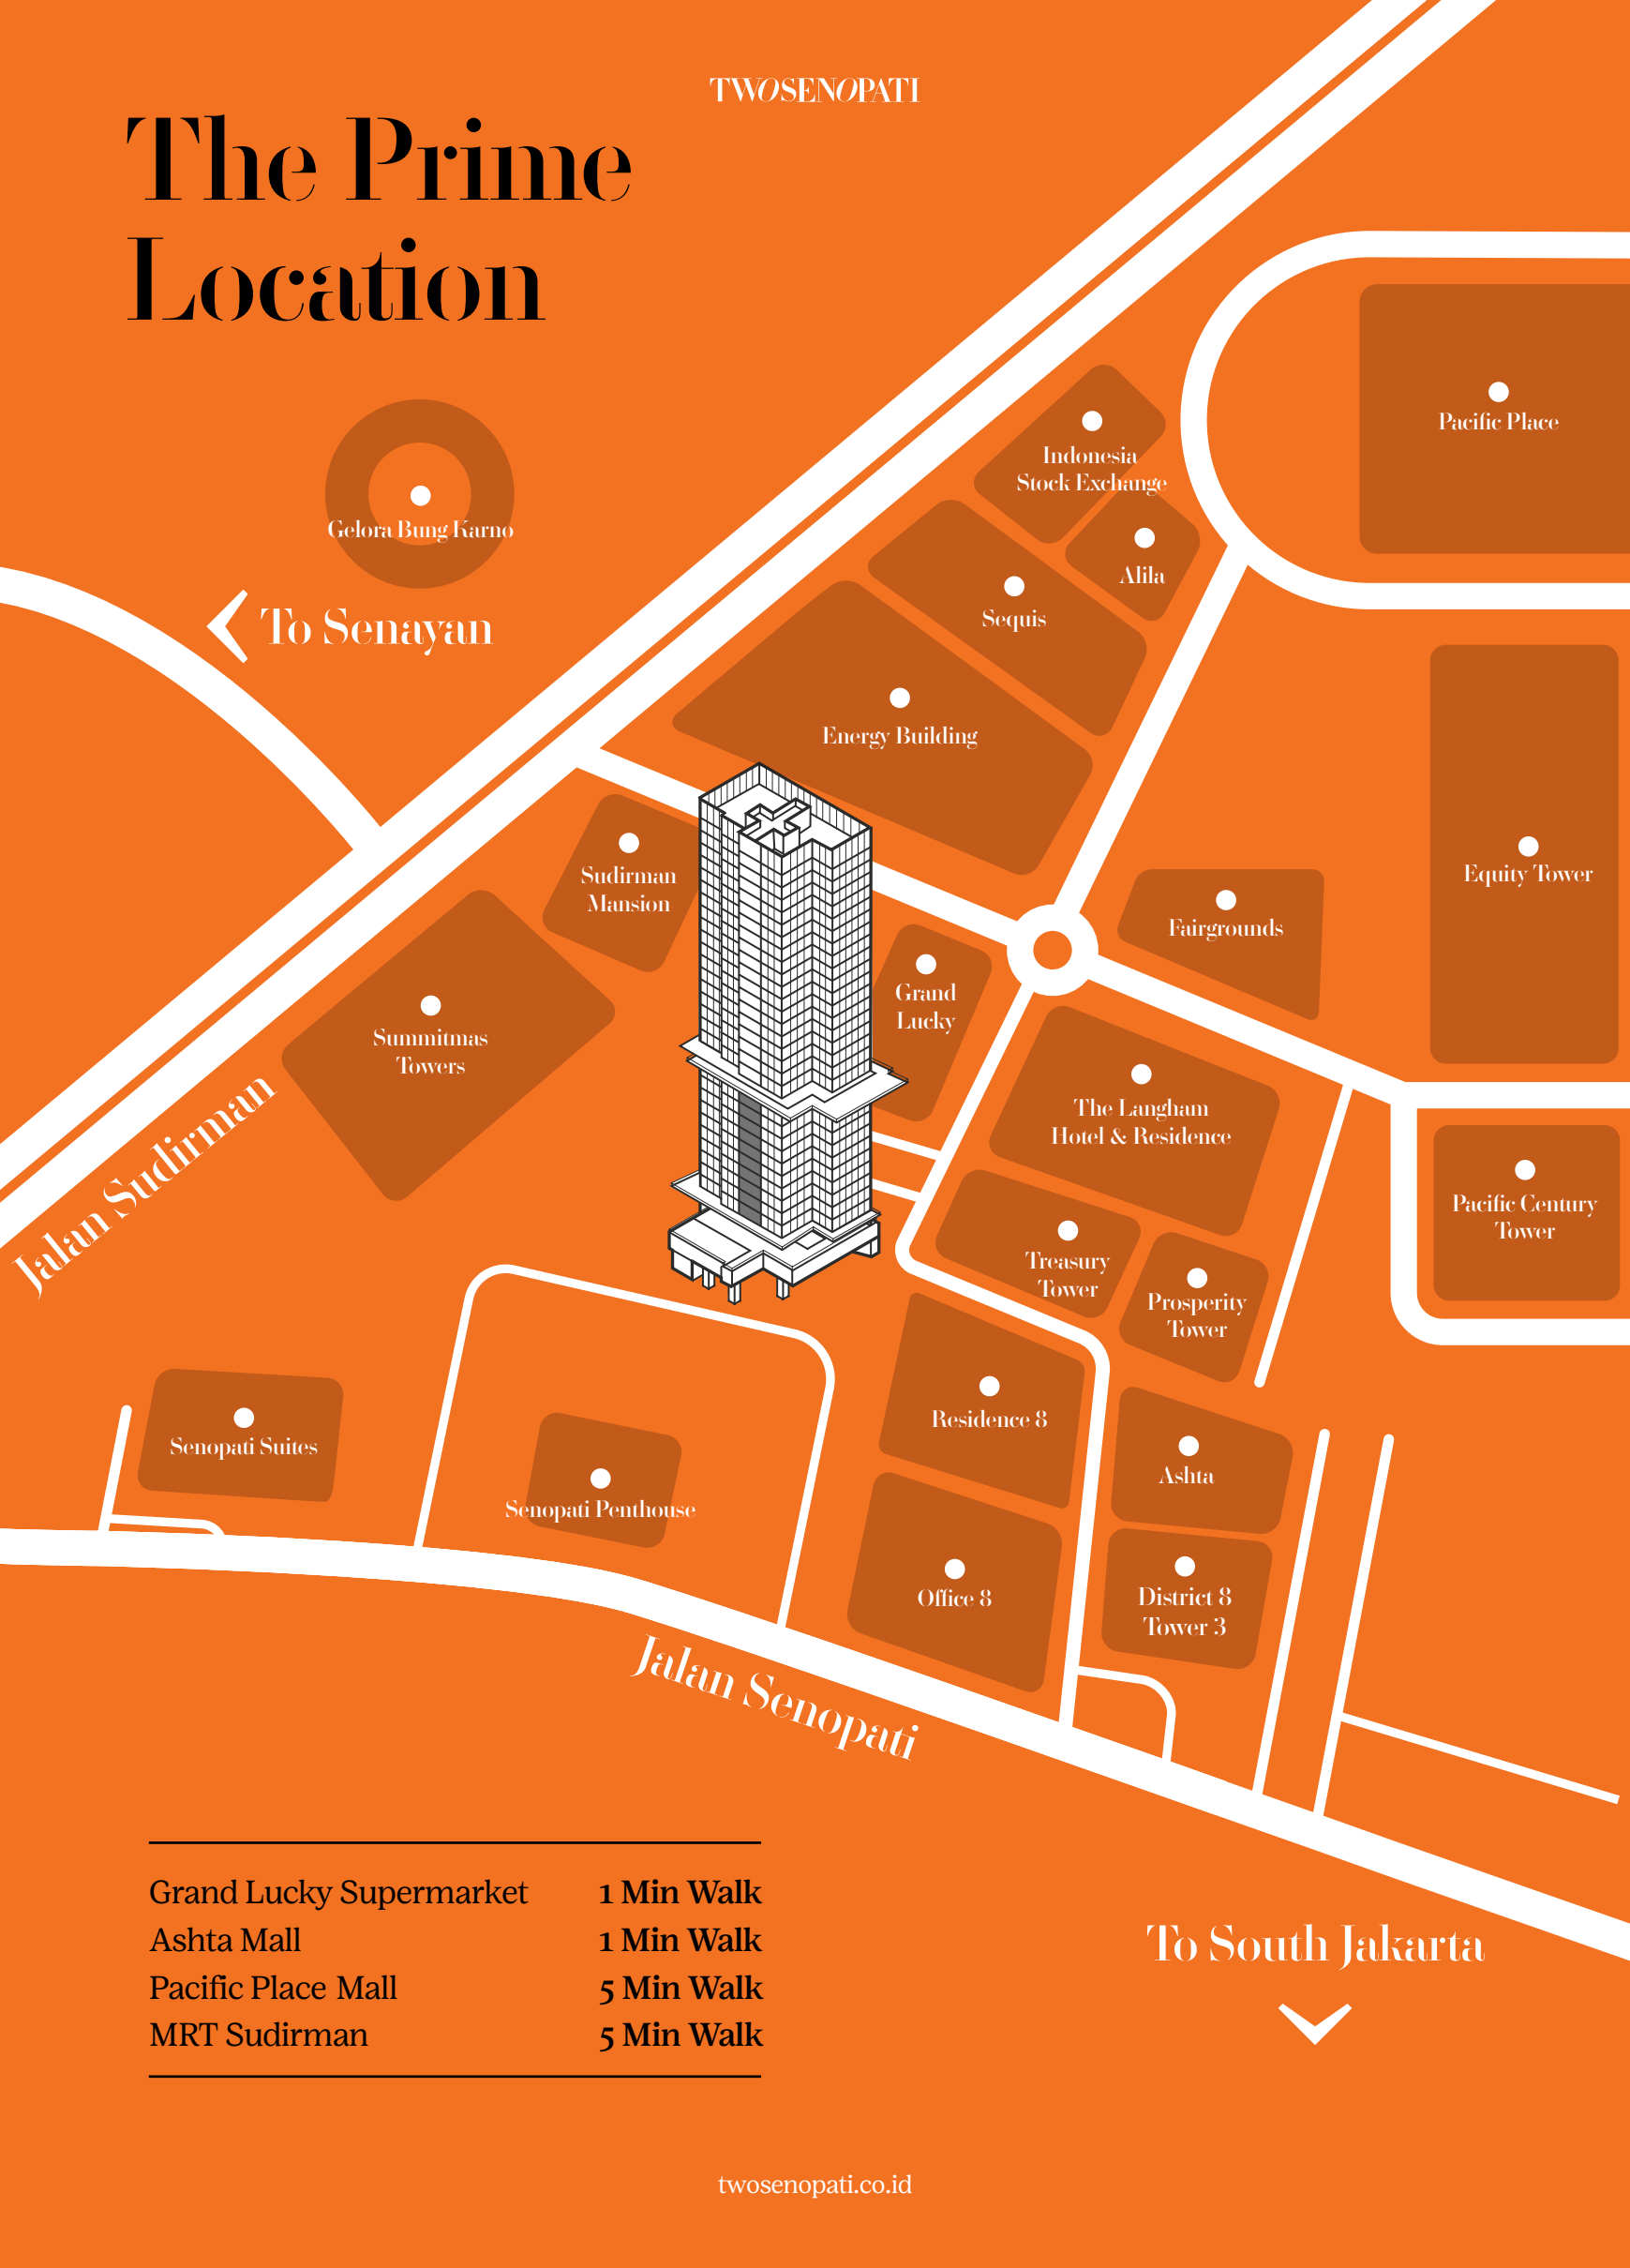 TWOSENOPATI
The Prime
Location
Pacific Place
Indonesia
Stock Exchange
Gelora Bung Karno
Alila
Sequis
To Senayan
Energy Building
Sudirman
Mansion
Equity Tower
Fairgrounds
Grand
Lucky
Summitmas
Towers
The Langham
Hotel & Residence
Jalan Sudirman
Pacific Century
Tower
Treasury
Tower
Prosperity
Tower
Residence 8
Senopati Suites
Ashta
Senopati Penthouse
Office 8
District 8
Tower 3
Jalan Senopati
Grand Lucky Supermarket 1 Min Walk
Ashta Mall 1 Min Walk
Pacific Place Mall 5 Min Walk
MRT Sudirman 5 Min Walk
To South Jakarta
twosenopati.co.id